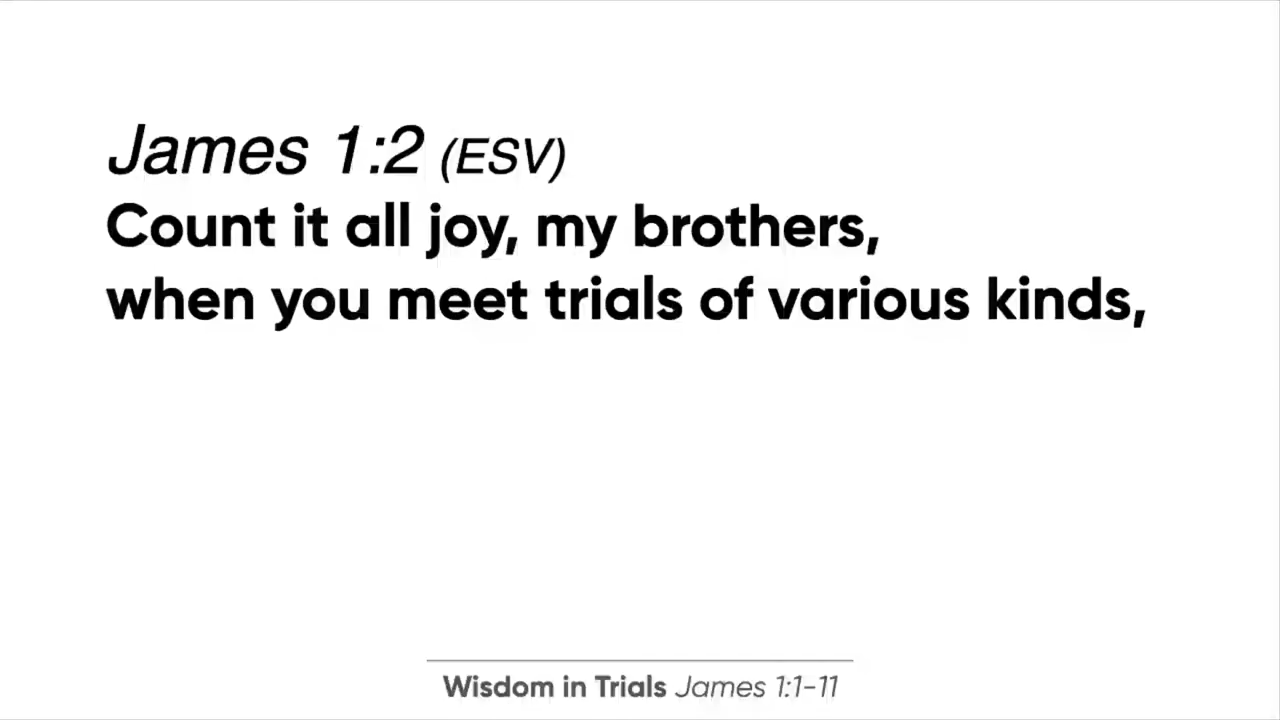 James 1:2 (ESV)
Count it all joy, my brothers,
when you meet trials of various kinds,
Wisdom in Trials James 1:1-11